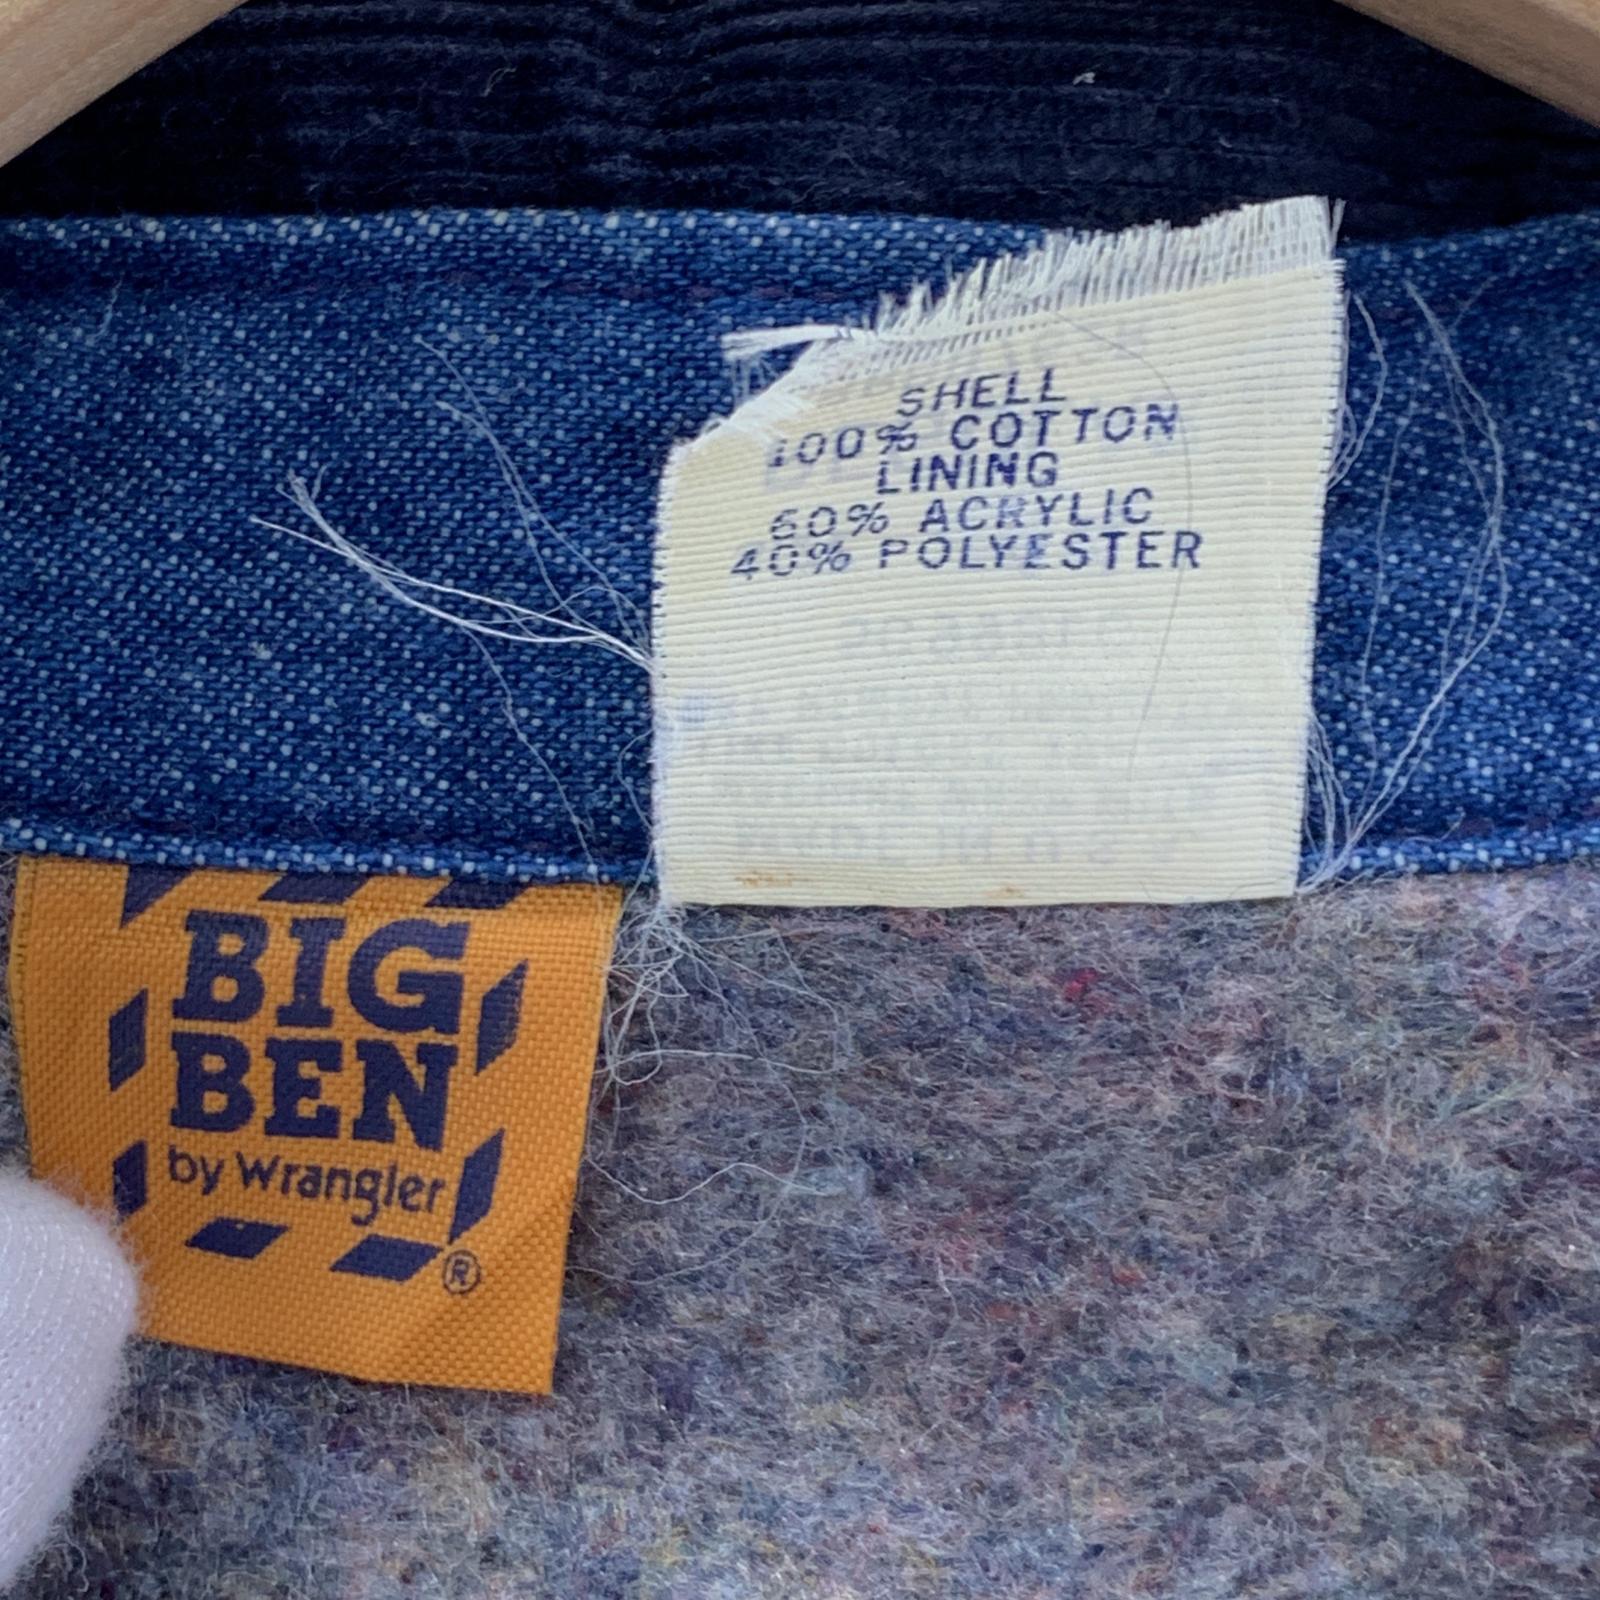 SHELL
100% COTTON
LINING
60% ACRYLIC
40% POLYESTER
BIG
BEN
by Wrangler
®